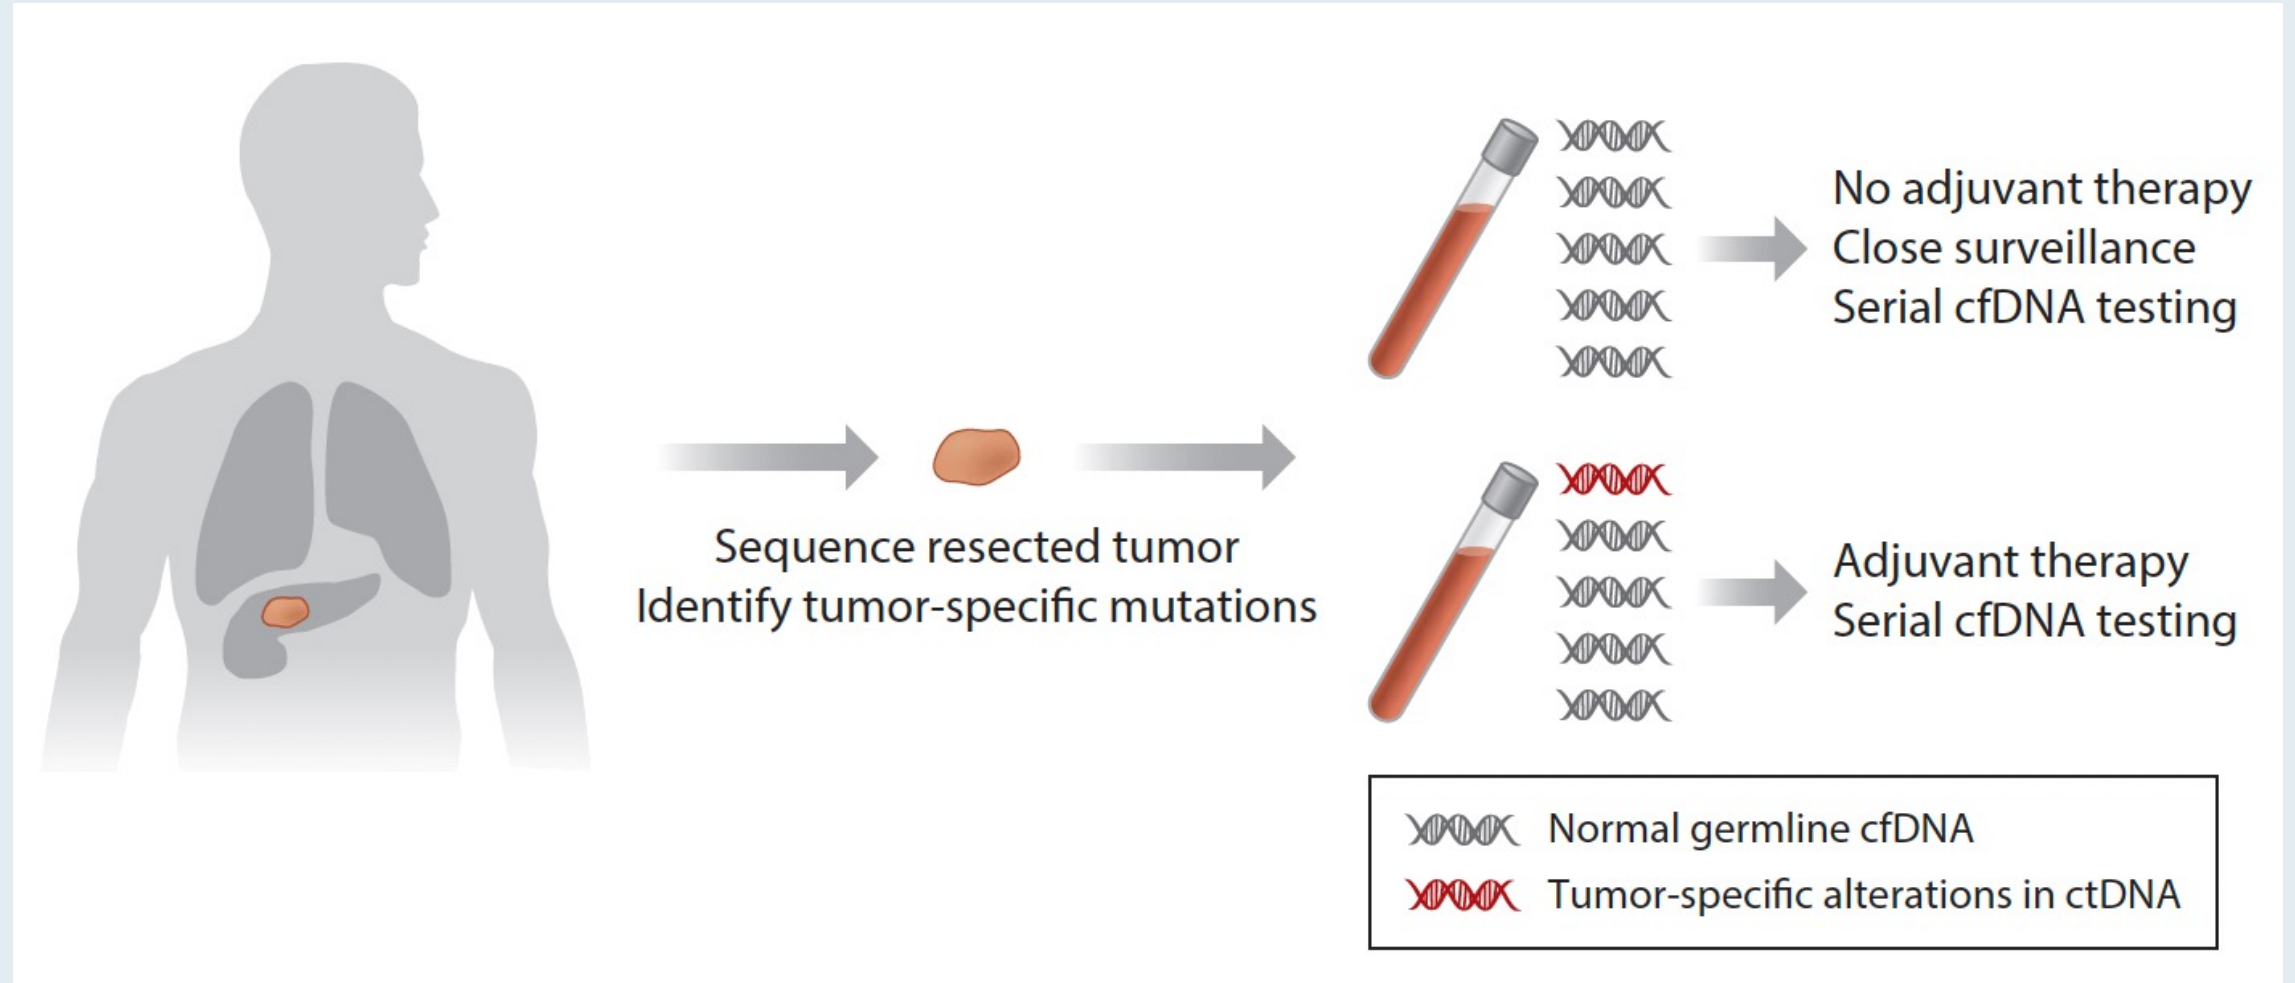 Sequence resected tumor
Identify tumor-specific mutations
No adjuvant therapy
Close surveillance
Serial cfDNA testing
Adjuvant therapy
Serial cfDNA testing
Normal germline cfDNA
Tumor-specific alterations in ctDNA